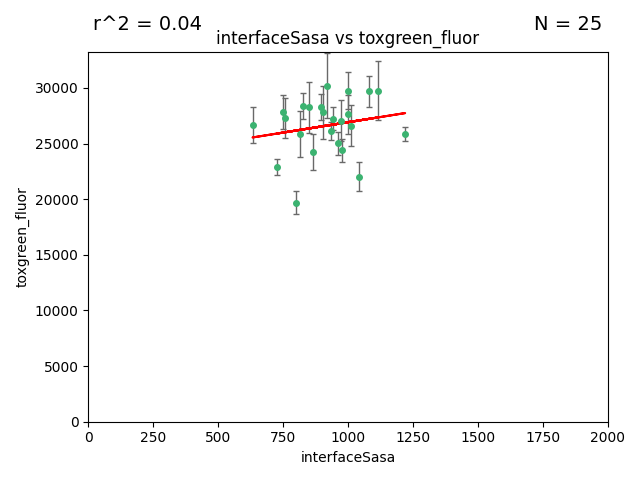 r^2 = 0.04
N = 25
interfaceSasa vs toxgreen_fluor
30000
25000
20000
15000
10000
5000
0
toxgreen_fluor
0 250 500 750 1000 1250 1500 1750 2000
interfaceSasa